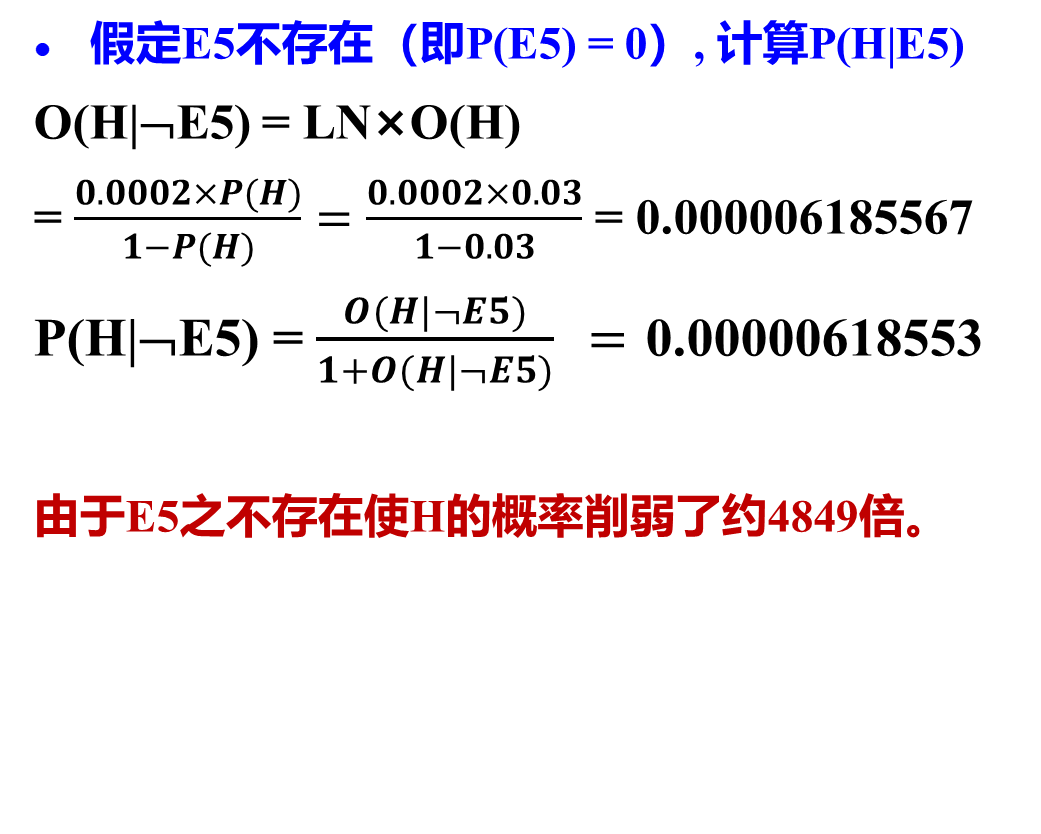 • 假定E5不存在（即P(E5) = 0）, 计算P(H|E5)
O(H|¬E5) = LN×O(H)
= \frac{0.0002×P(H)}{1−P(H)} = \frac{0.0002×0.03}{1−0.03} = 0.000006185567
P(H|¬E5) = \frac{O(H|¬E5)}{1+O(H|¬E5)} = 0.00000618553
由于E5之不存在使H的概率削弱了约4849倍。